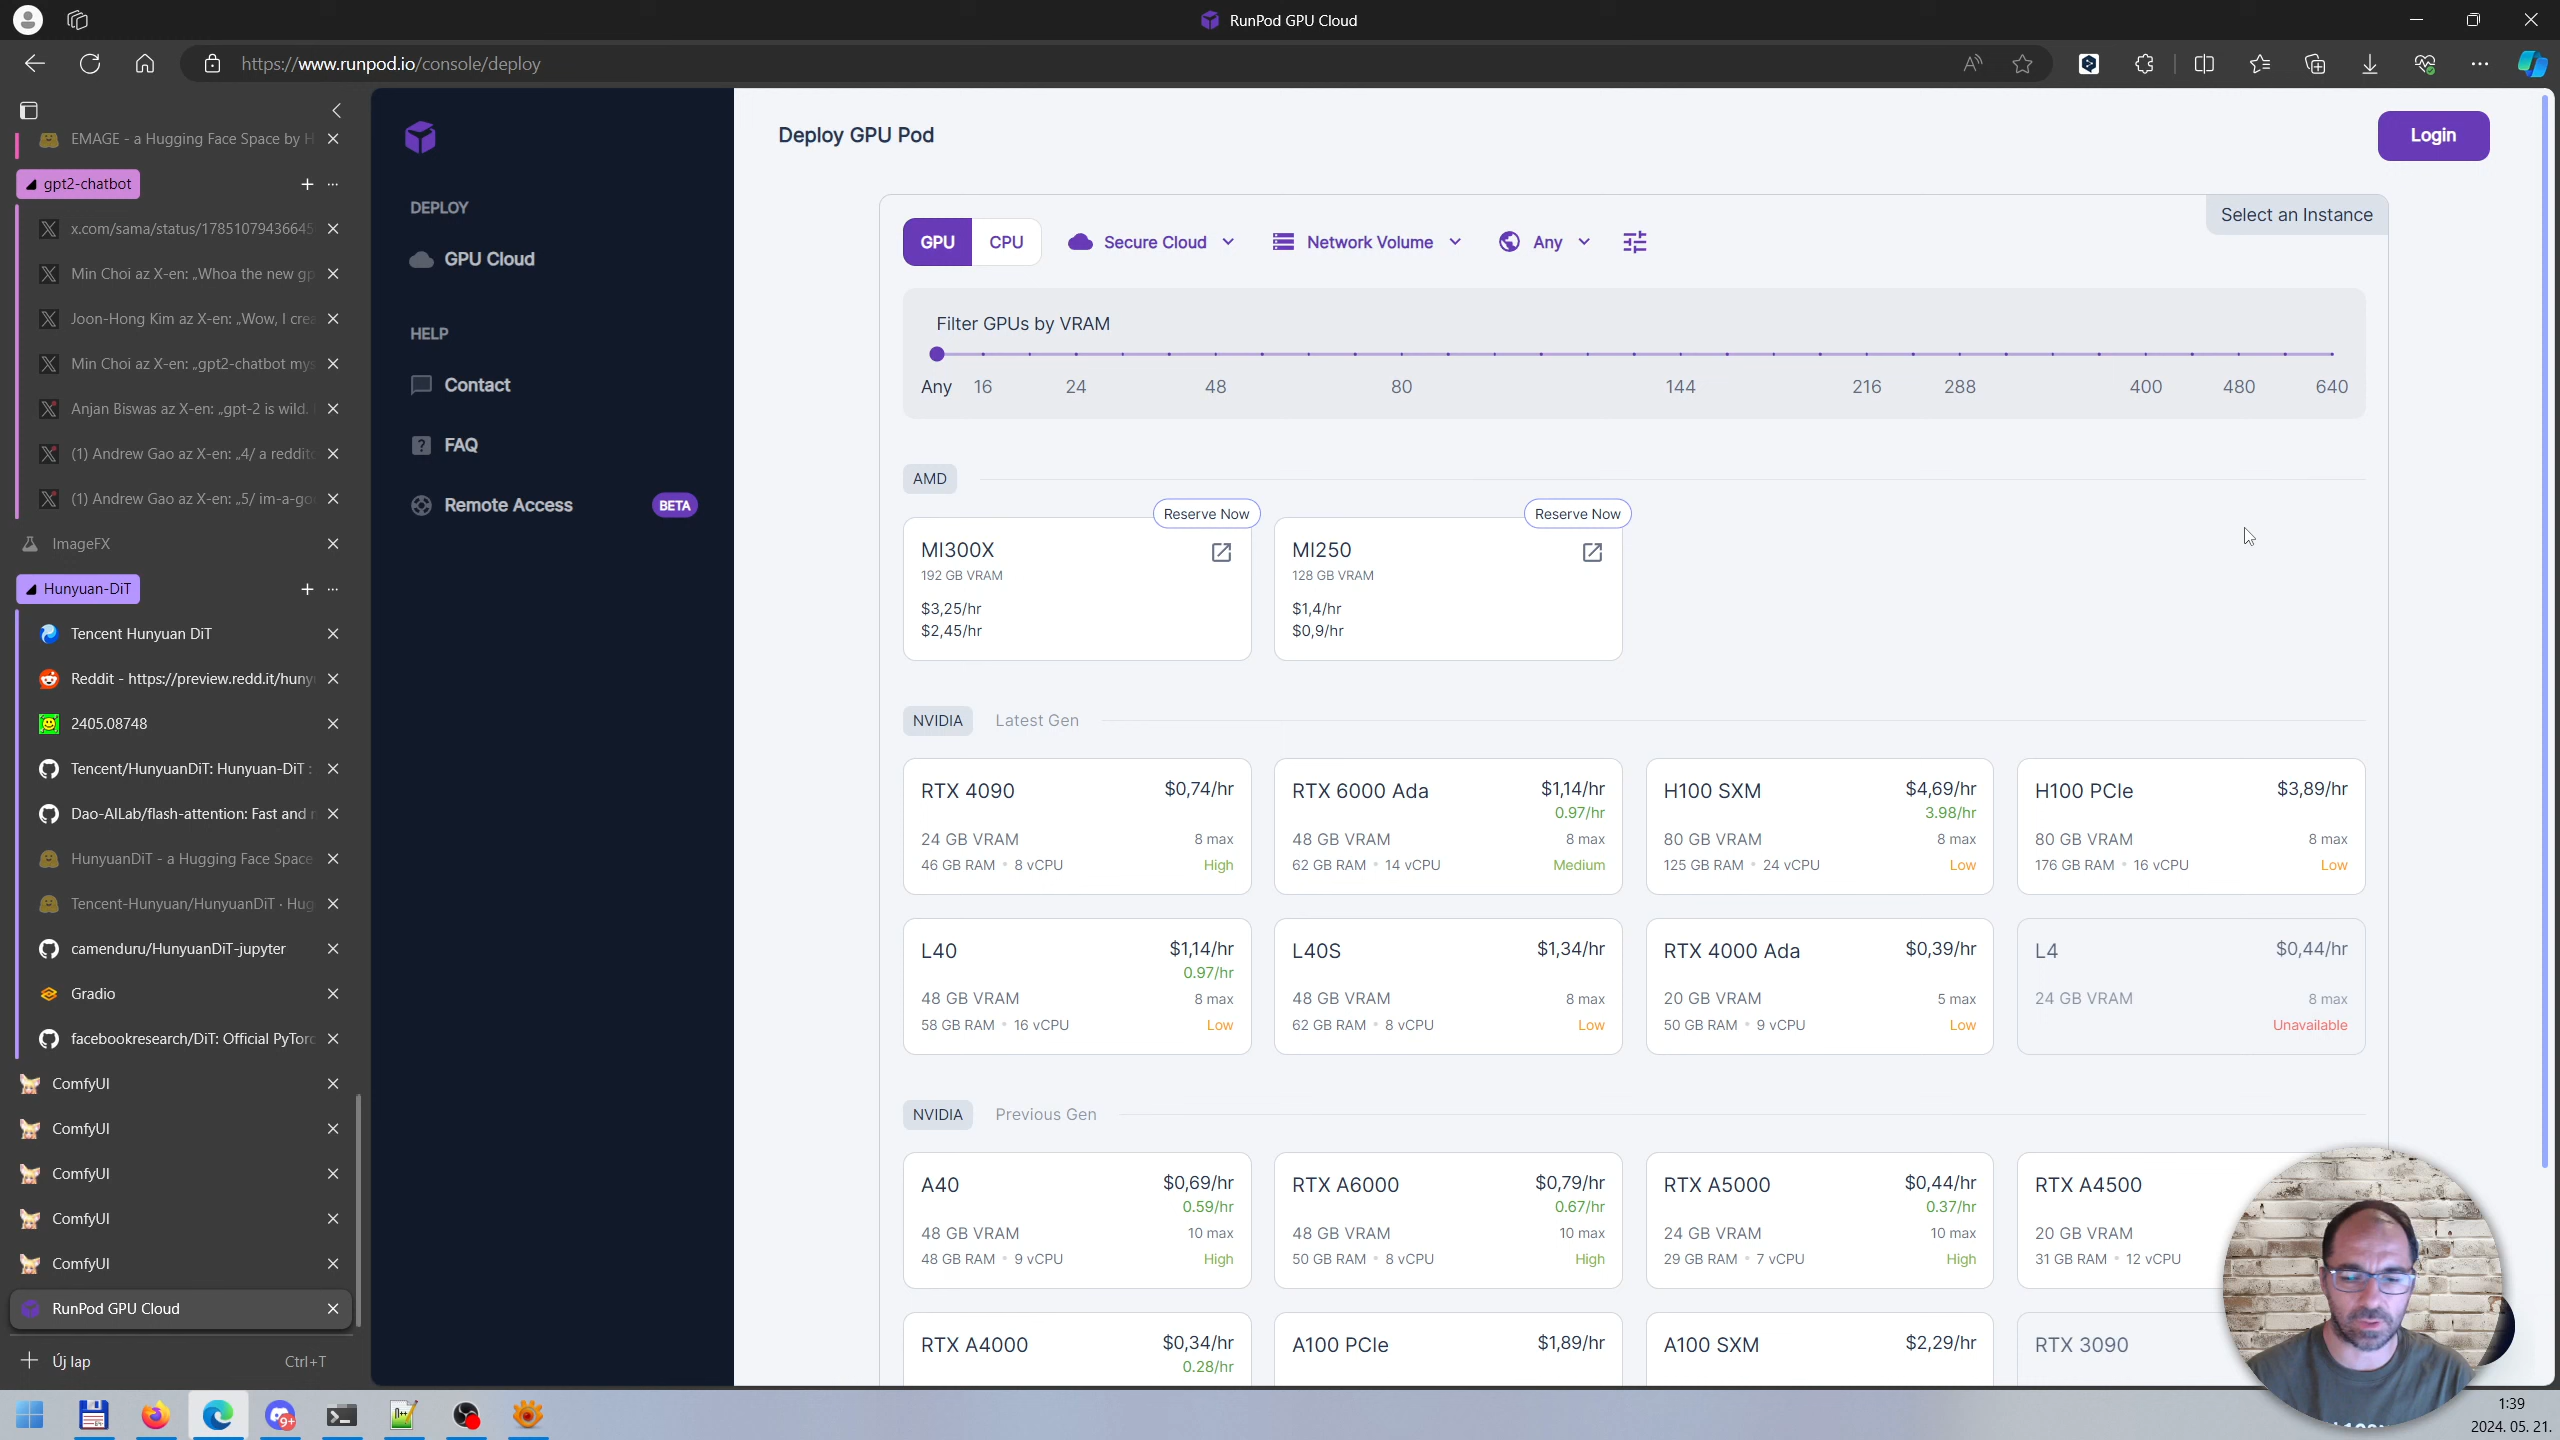 RunPod GPU Cloud
https://www.runpod.io/console/deploy
EMAGE - a Hugging Face Space by H
gpt2-chatbot
x.com/sama/status/17851079436645
Min Choi az X-en: „Whoa the new gp
Joon-Hong Kim az X-en: „Wow, I crea
Min Choi az X-en: „gpt2-chatbot mys
Anjan Biswas az X-en: „gpt-2 is wild.
(1) Andrew Gao az X-en: „4/ a reddito
(1) Andrew Gao az X-en: „5/ im-a-goo
ImageFX
Hunyuan-DiT
Tencent Hunyuan DiT
Reddit - https://preview.redd.it/huny
2405.08748
Tencent/HunyuanDiT: Hunyuan-DiT :
Dao-AILab/flash-attention: Fast and m
HunyuanDiT - a Hugging Face Space
Tencent-Hunyuan/HunyuanDiT · Hug
camenduru/HunyuanDiT-jupyter
Gradio
facebookresearch/DiT: Official PyTorc
ComfyUI
ComfyUI
ComfyUI
ComfyUI
ComfyUI
RunPod GPU Cloud
Új lap Ctrl+T
DEPLOY
GPU Cloud
HELP
Contact
FAQ
Remote Access BETA
Deploy GPU Pod
Login
Select an Instance
GPU CPU Secure Cloud Network Volume Any
Filter GPUs by VRAM
Any 16 24 48 80 144 216 288 400 480 640
AMD
Reserve Now
MI300X
192 GB VRAM
$3,25/hr
$2,45/hr
Reserve Now
MI250
128 GB VRAM
$1,4/hr
$0,9/hr
NVIDIA Latest Gen
RTX 4090 $0,74/hr
24 GB VRAM 8 max
46 GB RAM • 8 vCPU High
RTX 6000 Ada $1,14/hr
0.97/hr
48 GB VRAM 8 max
62 GB RAM • 14 vCPU Medium
H100 SXM $4,69/hr
3.98/hr
80 GB VRAM 8 max
125 GB RAM • 24 vCPU Low
H100 PCIe $3,89/hr
80 GB VRAM 8 max
176 GB RAM • 16 vCPU Low
L40 $1,14/hr
0.97/hr
48 GB VRAM 8 max
58 GB RAM • 16 vCPU Low
L40S $1,34/hr
48 GB VRAM 8 max
62 GB RAM • 8 vCPU Low
RTX 4000 Ada $0,39/hr
20 GB VRAM 5 max
50 GB RAM • 9 vCPU Low
L4 $0,44/hr
24 GB VRAM 8 max
Unavailable
NVIDIA Previous Gen
A40 $0,69/hr
0.59/hr
48 GB VRAM 10 max
48 GB RAM • 9 vCPU High
RTX A6000 $0,79/hr
0.67/hr
48 GB VRAM 10 max
50 GB RAM • 8 vCPU High
RTX A5000 $0,44/hr
0.37/hr
24 GB VRAM 10 max
29 GB RAM • 7 vCPU High
RTX A4500
20 GB VRAM
31 GB RAM • 12 vCPU
RTX A4000 $0,34/hr
0.28/hr
A100 PCIe $1,89/hr
A100 SXM $2,29/hr
RTX 3090
9+
1:39
2024. 05. 21.